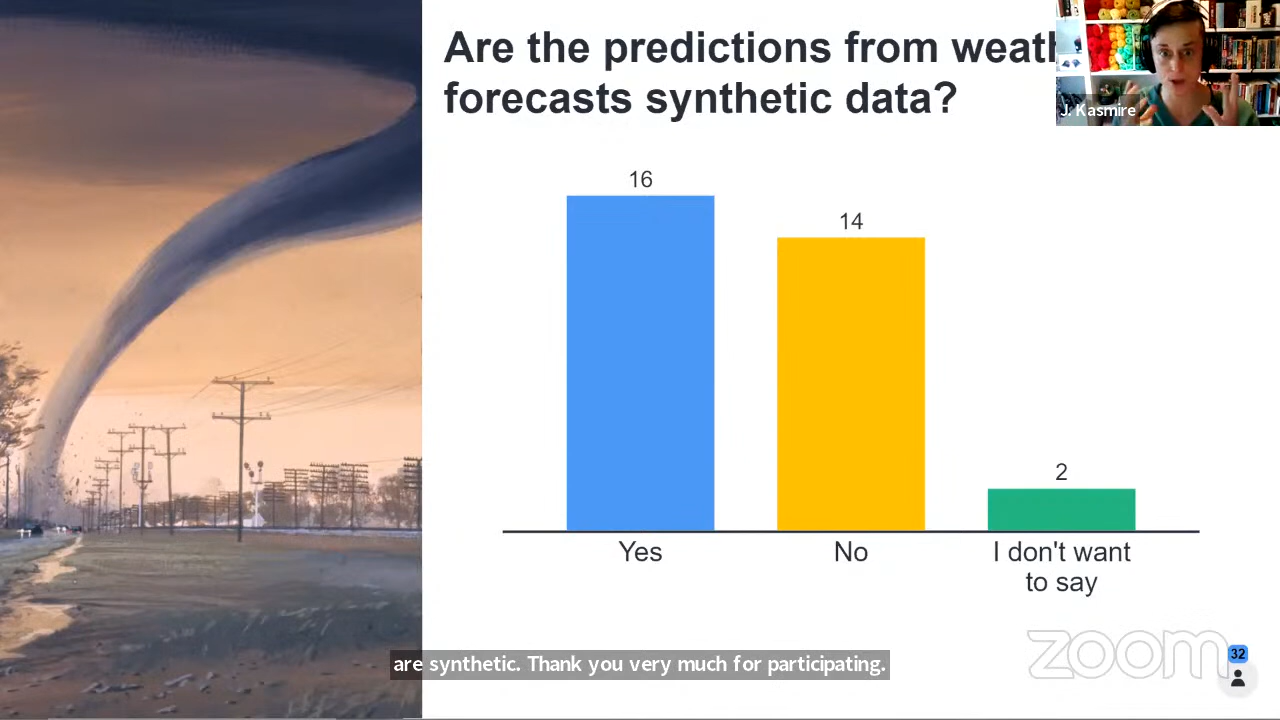 Are the predictions from weath
forecasts synthetic data?
J. Kasmire
16
14
2
Yes
No
I don't want
to say
are synthetic. Thank you very much for participating.
zoom
32